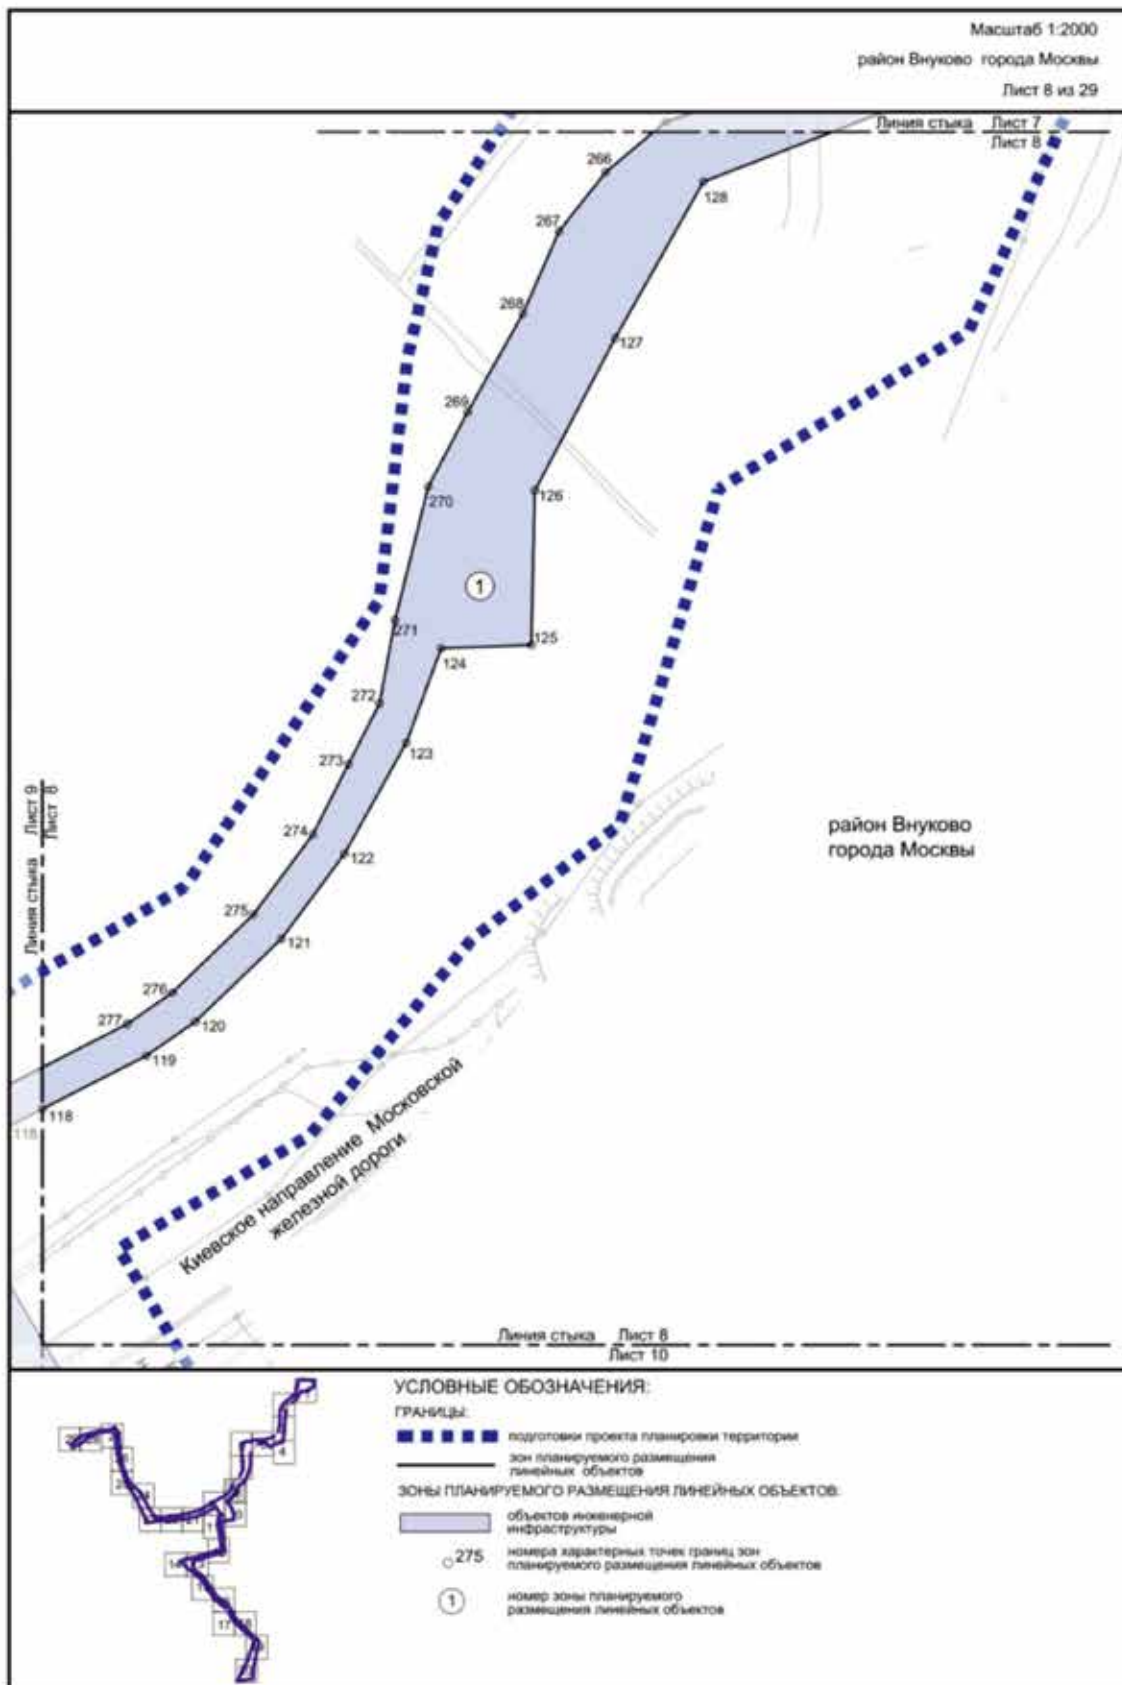 Масштаб 1:2000
район Внуково города Москвы
Лист 8 из 29
Линия стыка Лист 7
Лист 8
266
128
267
268
127
269
270
126
1
271
125
124
272
123
273
274
122
Линия стыка Лист 9
Лист 8
район Внуково
города Москвы
275
121
276
277
120
119
118
118
Киевское направление Московской
железной дороги
Линия стыка Лист 8
Лист 10
УСЛОВНЫЕ ОБОЗНАЧЕНИЯ:
ГРАНИЦЫ:
подготовки проекта планировки территории
зон планируемого размещения
линейных объектов
ЗОНЫ ПЛАНИРУЕМОГО РАЗМЕЩЕНИЯ ЛИНЕЙНЫХ ОБЪЕКТОВ:
объектов инженерной
инфраструктуры
275 номера характерных точек границ зон
планируемого размещения линейных объектов
1 номер зоны планируемого
размещения линейных объектов
4
17